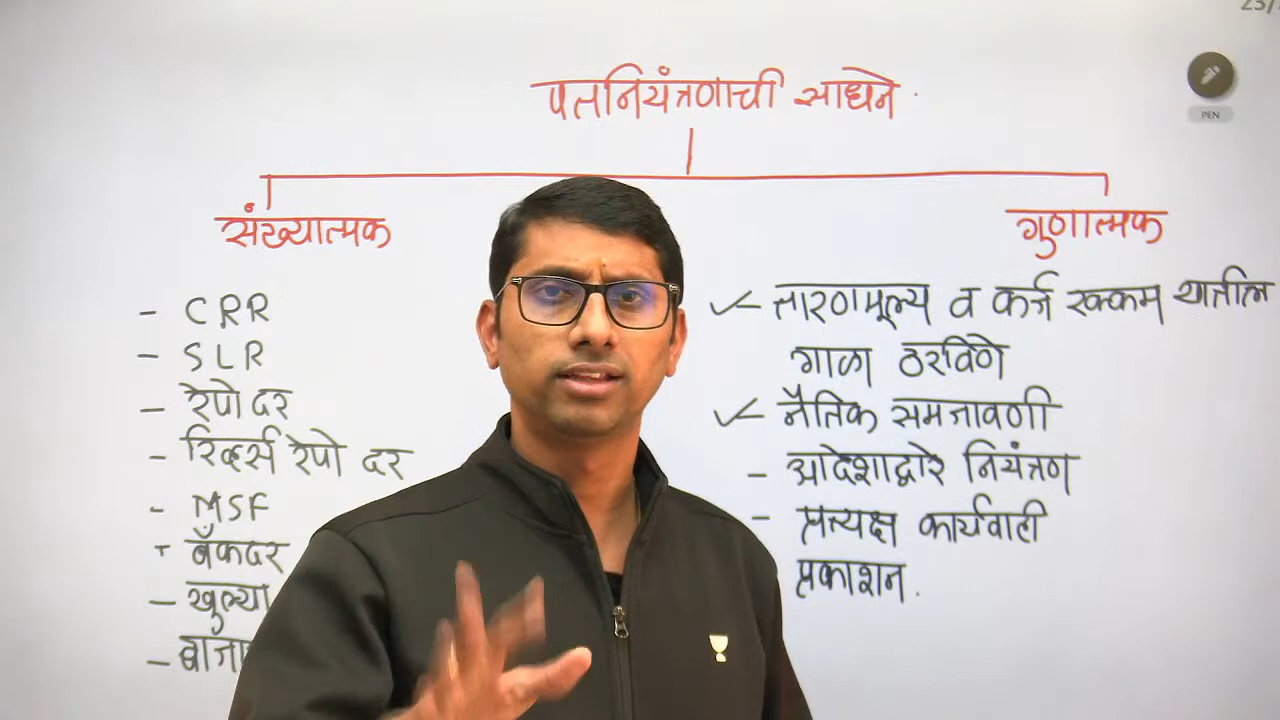 23/
PEN
पतनियंत्रणाची साधने
संख्यात्मक
- CRR
- SLR
- रेपो दर
- रिव्हर्स रेपो दर
- MSF
- बँकदर
- खुल्या
- बाजा
गुणात्मक
✓ तारणमूल्य व कर्ज रक्कम यातील
गाळा ठरविणे
✓ नैतिक समजावणी
- आदेशाद्वारे नियंत्रण
- प्रत्यक्ष कार्यवाही
प्रकाशन.